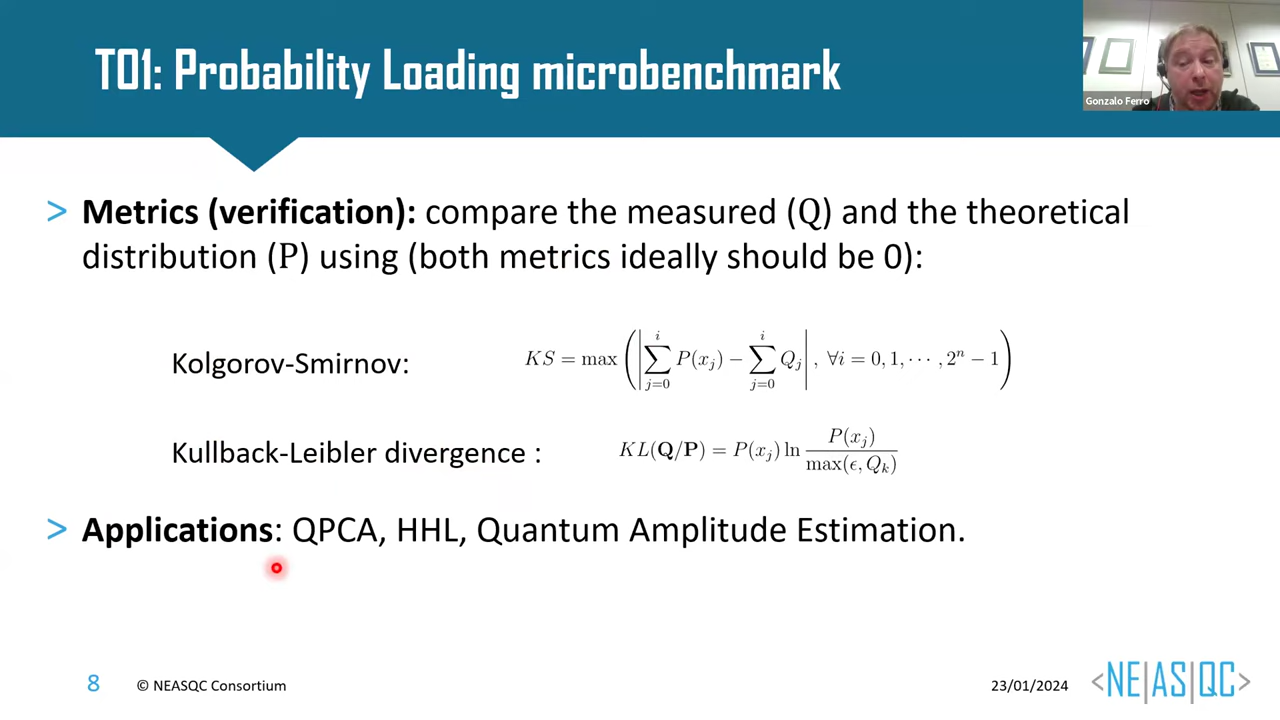 T01: Probability Loading microbenchmark
Gonzalo Ferro
> Metrics (verification): compare the measured (Q) and the theoretical
distribution (P) using (both metrics ideally should be 0):
Kolgorov-Smirnov: KS = max (|∑_{j=0}^{i} P(x_j) − ∑_{j=0}^{i} Q_j|, ∀i = 0, 1, ⋯ , 2^n − 1)
Kullback-Leibler divergence : KL(Q/P) = P(x_j) ln P(x_j) / max(ϵ, Q_k)
> Applications: QPCA, HHL, Quantum Amplitude Estimation.
8 © NEASQC Consortium 23/01/2024 <NE|AS|QC>